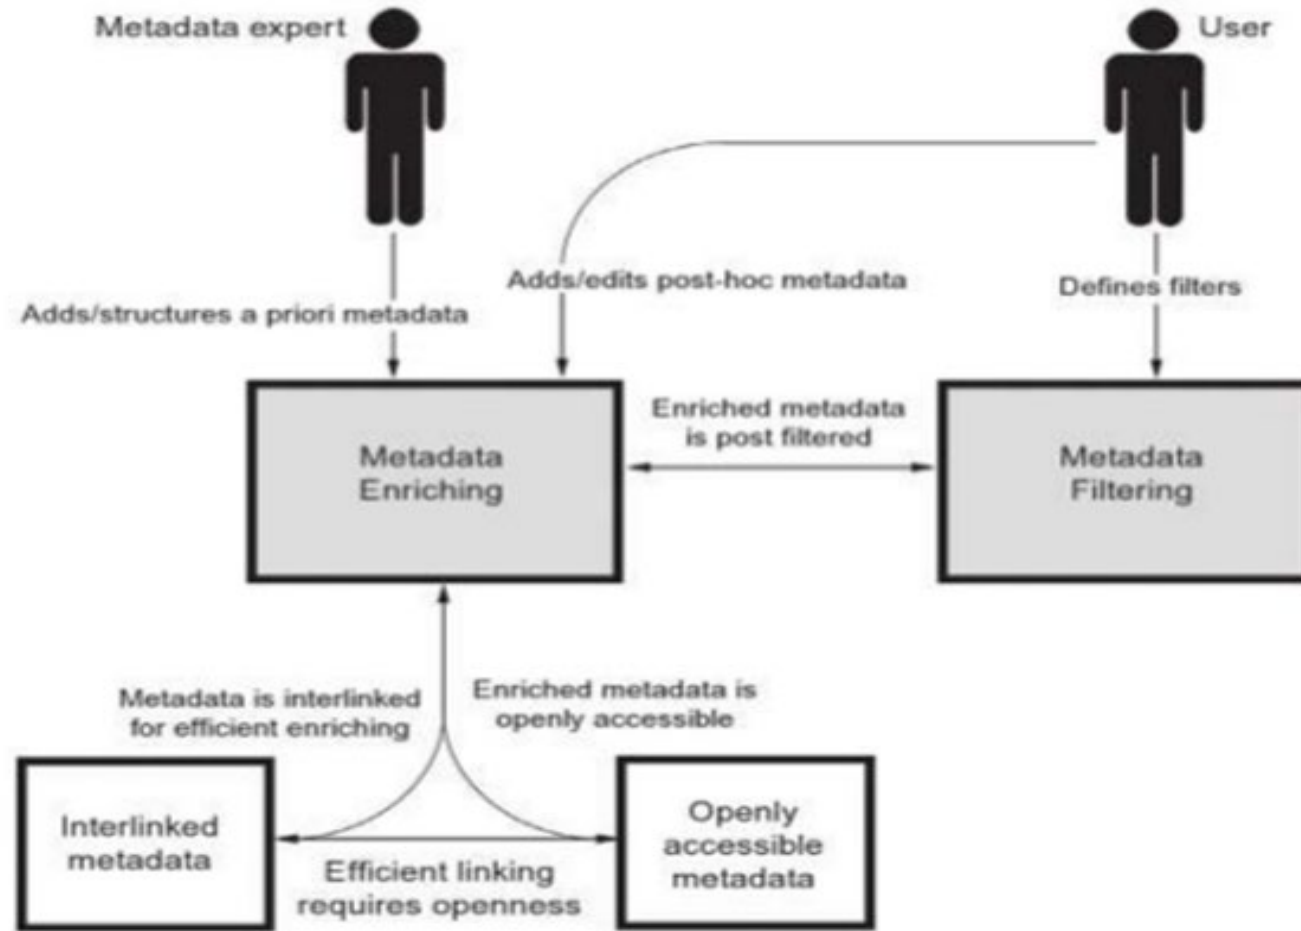 Metadata expert
User
Adds/edits post-hoc metadata
Defines filters
Adds/structures a priori metadata
Enriched metadata
is post filtered
Metadata
Enriching
Metadata
Filtering
Metadata is interlinked
for efficient enriching
Enriched metadata is
openly accessible
Interlinked
metadata
Openly
accessible
metadata
Efficient linking
requires openness